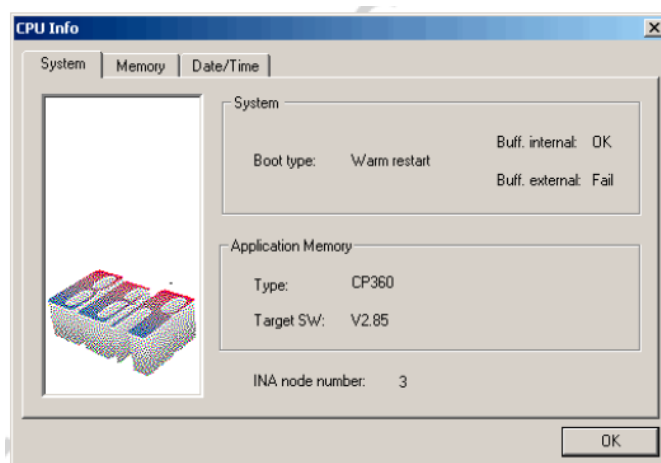 CPU Info
System Memory Date/Time
System
Boot type: Warm restart
Buff. internal: OK
Buff. external: Fail
Application Memory
Type: CP360
Target SW: V2.85
INA node number: 3
OK